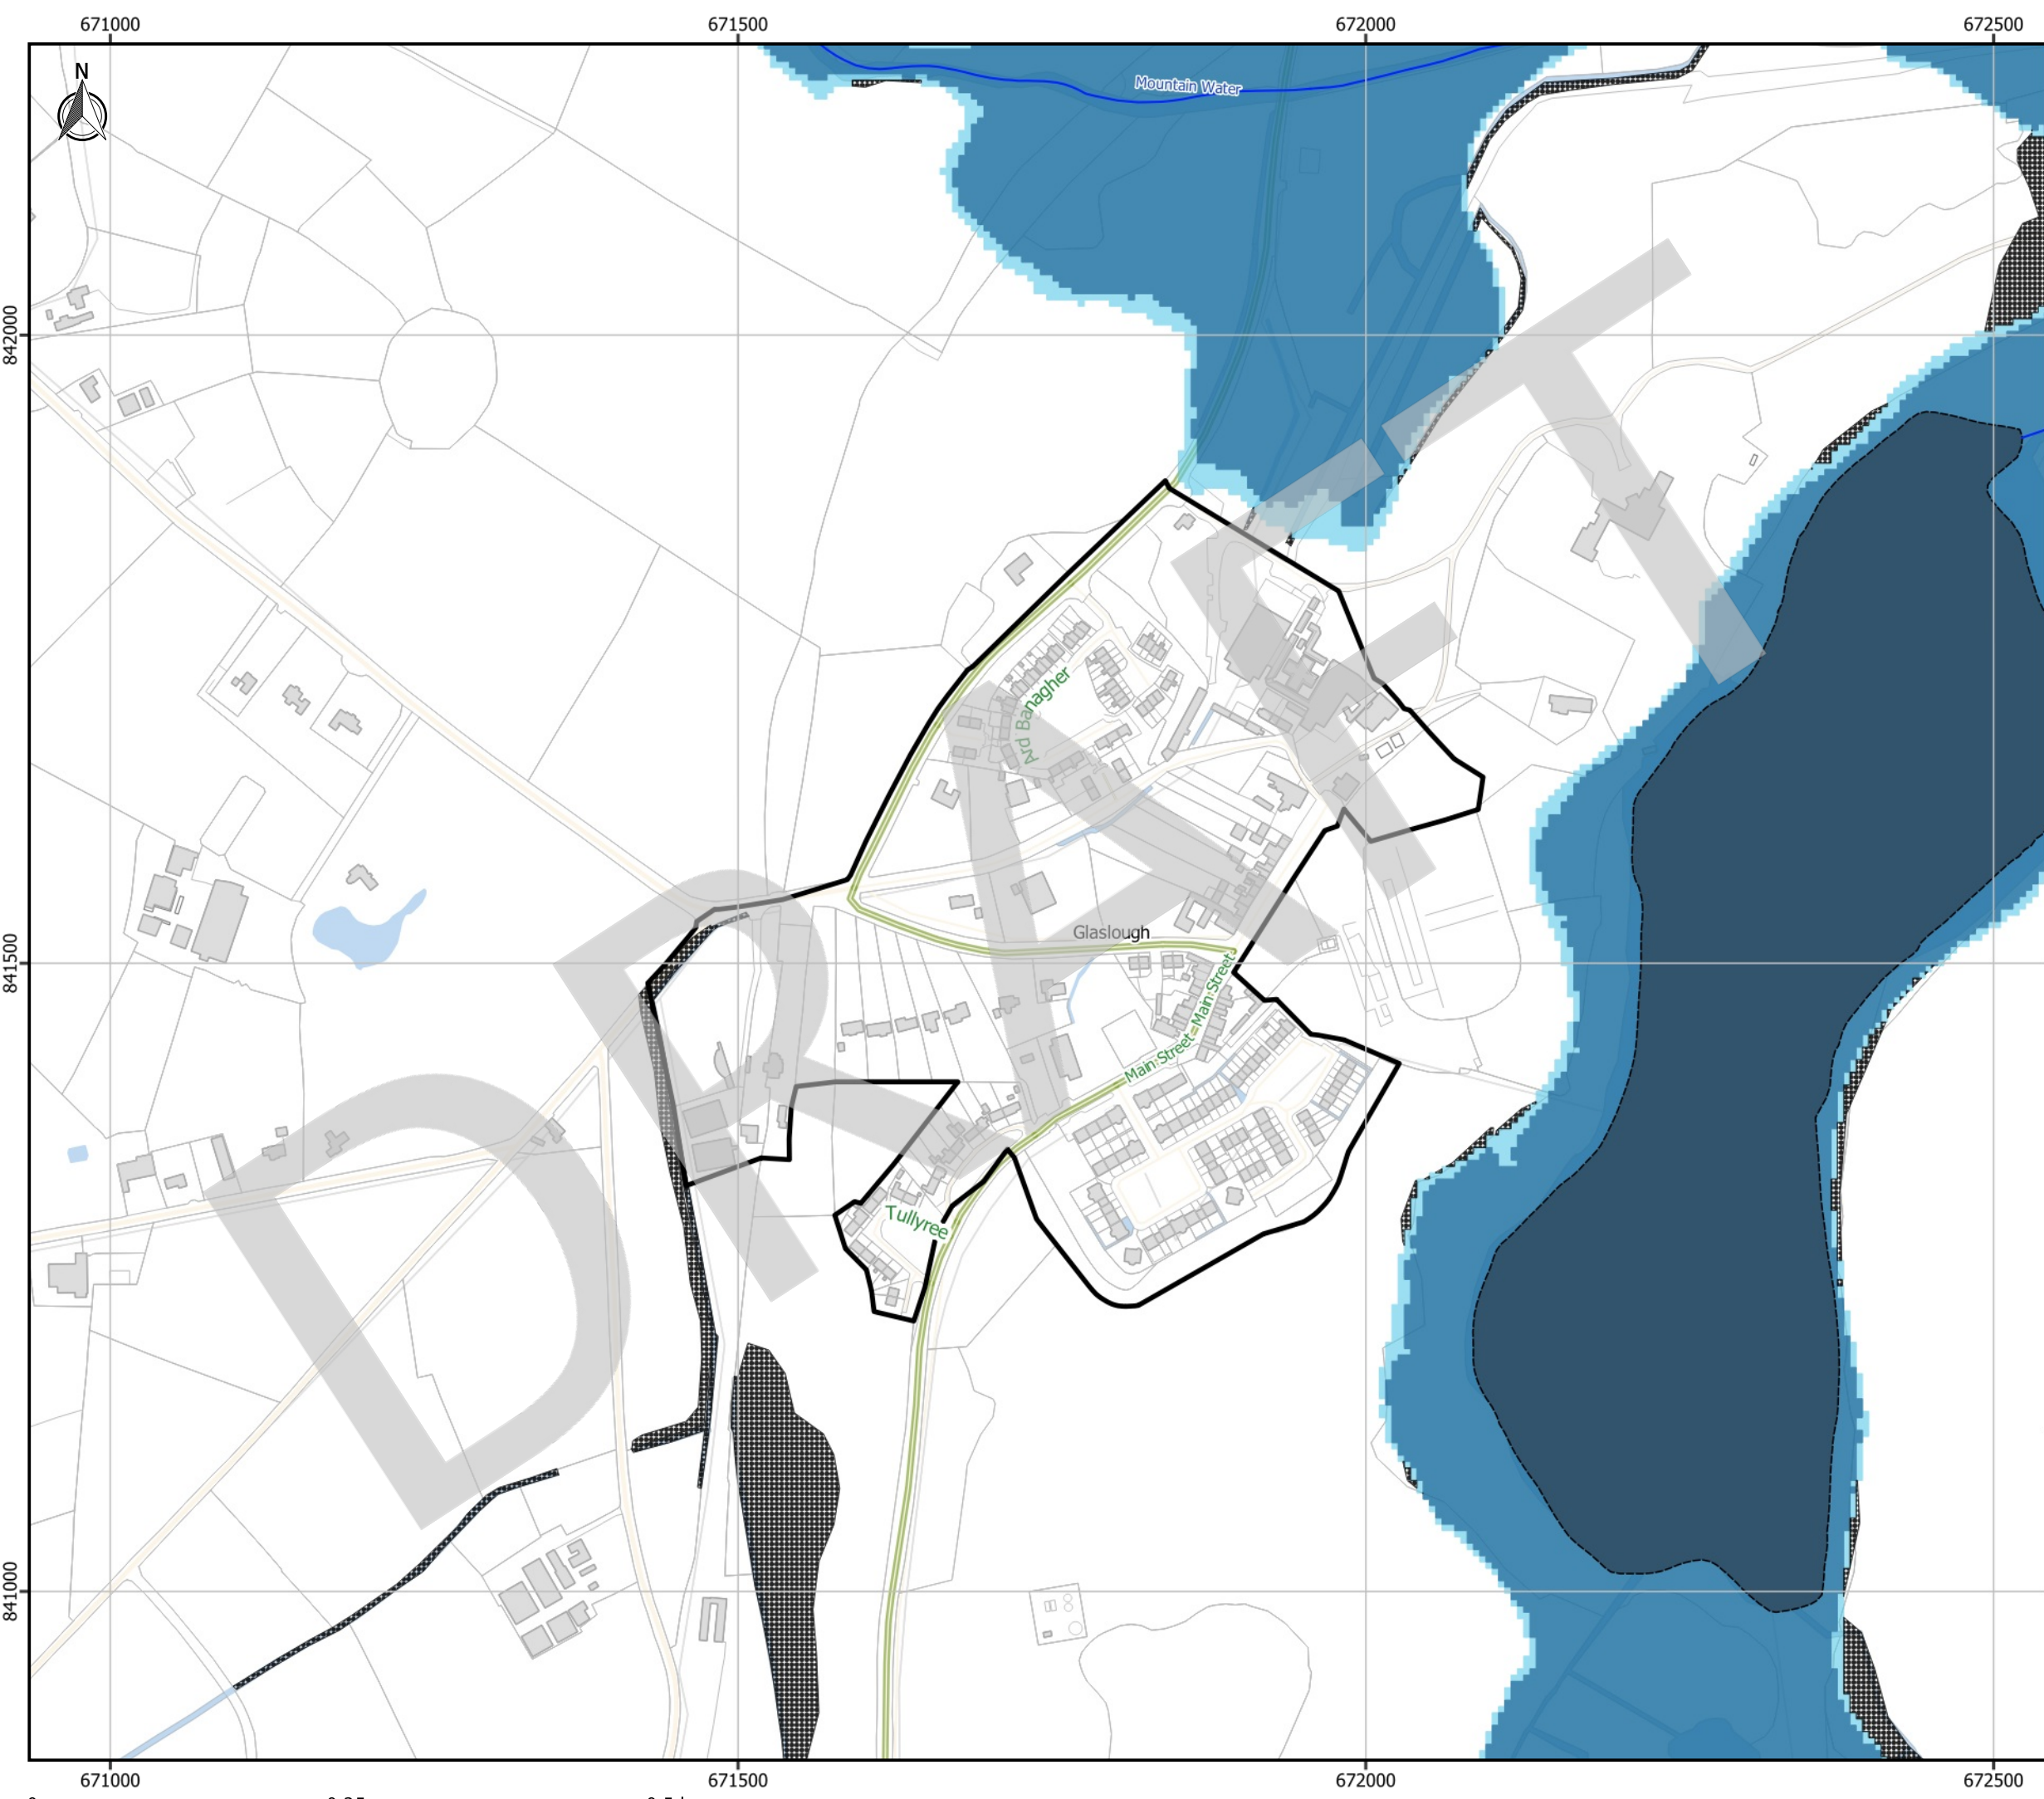 671000 671500 672000 672500
N
Mountain Water
842000
Ard Banagher
841500
Glaslough
Main Street
Main Street
Tullyree
841000
DRAFT
671000 671500 672000 672500